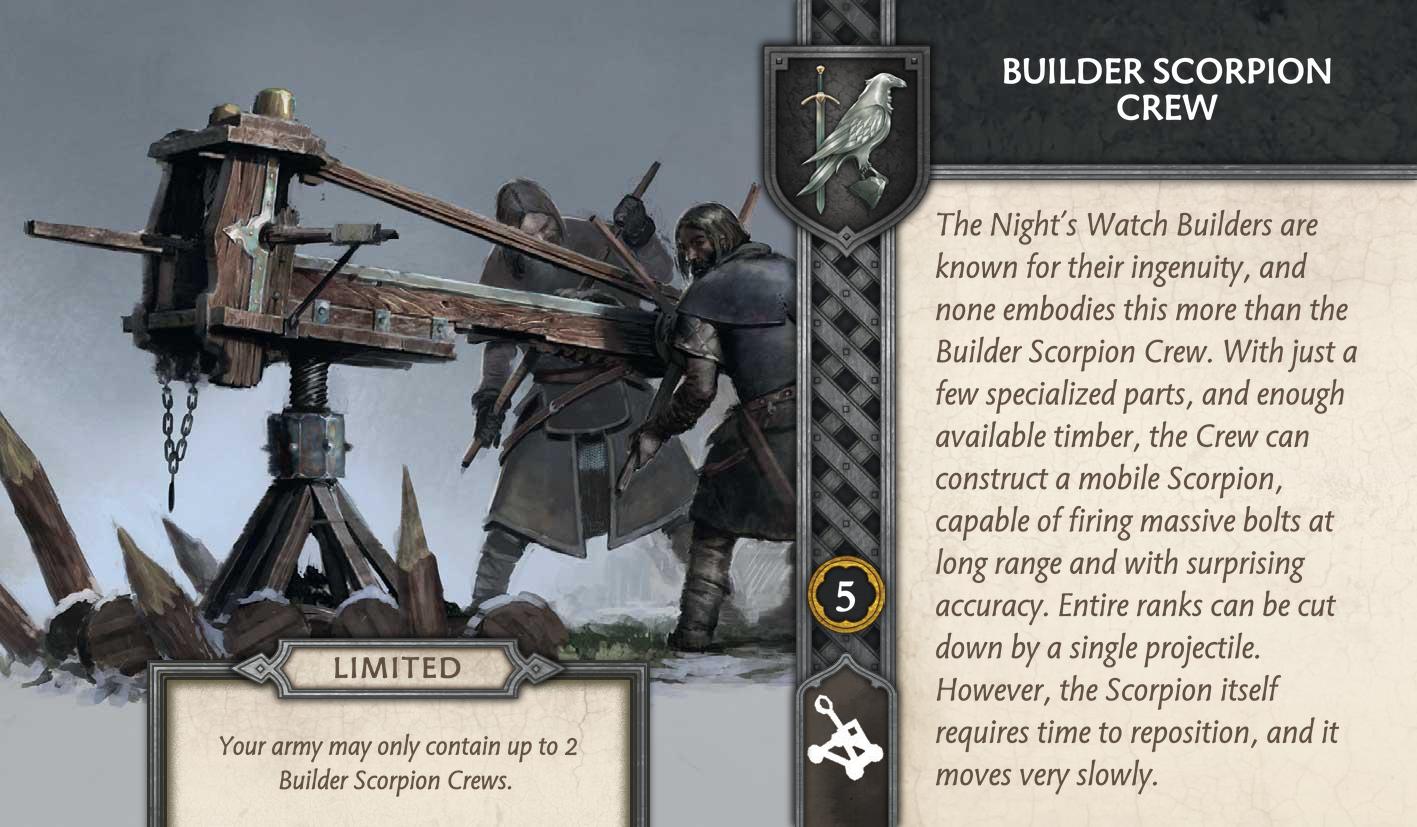 BUILDER SCORPION
CREW
The Night's Watch Builders are
known for their ingenuity, and
none embodies this more than the
Builder Scorpion Crew. With just a
few specialized parts, and enough
available timber, the Crew can
construct a mobile Scorpion,
capable of firing massive bolts at
long range and with surprising
accuracy. Entire ranks can be cut
down by a single projectile.
However, the Scorpion itself
requires time to reposition, and it
moves very slowly.
5
LIMITED
Your army may only contain up to 2
Builder Scorpion Crews.